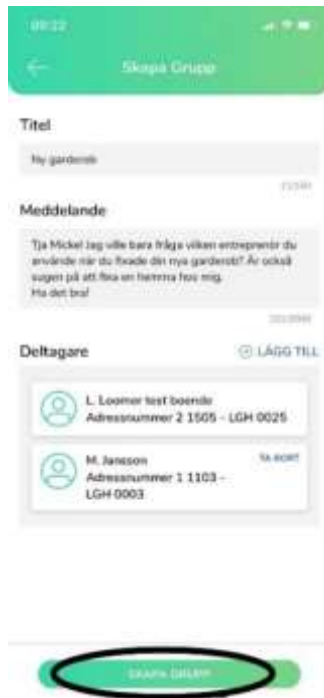 09:22
Skapa Grupp
Titel
Ny garderob
Meddelande
Tja Mickel Jag ville bara fråga vilken entreprenör du
använde när du fixade din nya garderob? Är också
sugen på att fixa en hemma hos mig.
Ha det bra!
Deltagare
LÄGG TILL
L. Loomer test boende
Adressnummer 2 1505 - LGH 0025
M. Jansson
TA BORT
Adressnummer 1 1103 -
LGH 0003
SKAPA GRUPP